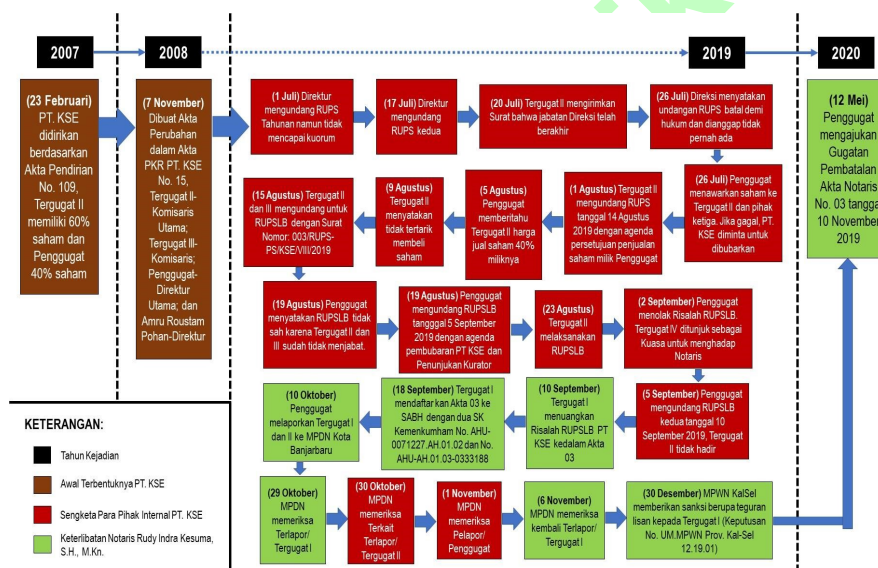 2007
2008
2019
2020
(23 Februari)
PT. KSE
didirikan
berdasarkan
Akta Pendirian
No. 109,
Tergugat II
memiliki 60%
saham dan
Penggugat
40% saham
(7 November)
Dibuat Akta
Perubahan
dalam Akta
PKR PT. KSE
No. 15,
Tergugat II-
Komisaris
Utama;
Tergugat III-
Komisaris;
Penggugat-
Direktur
Utama; dan
Amru Roustam
Pohan-Direktur
(1 Juli) Direktur
mengundang RUPS
Tahunan namun tidak
mencapai kuorum
(17 Juli) Direktur
mengundang
RUPS kedua
(20 Juli) Tergugat II mengirimkan
Surat bahwa jabatan Direksi telah
berakhir
(26 Juli) Direksi menyatakan
undangan RUPS batal demi
hukum dan dianggap tidak
pernah ada
(26 Juli) Penggugat
menawarkan saham ke
Tergugat II dan pihak
ketiga. Jika gagal, PT.
KSE diminta untuk
dibubarkan
(1 Agustus) Tergugat II
mengundang RUPS
tanggal 14 Agustus
2019 dengan agenda
persetujuan penjualan
saham milik Penggugat
(5 Agustus)
Penggugat
memberitahu
Tergugat II harga
jual saham 40%
miliknya
(9 Agustus)
Tergugat II
menyatakan
tidak tertarik
membeli
saham
(15 Agustus) Tergugat II
dan III mengundang untuk
RUPSLB dengan Surat
Nomor: 003/RUPS-
PS/KSE/VIII/2019
(19 Agustus) Penggugat
menyatakan RUPSLB tidak
sah karena Tergugat II dan
III sudah tidak menjabat.
(19 Agustus) Penggugat
mengundang RUPSLB
tangggal 5 September
2019 dengan agenda
pembubaran PT KSE dan
Penunjukan Kurator
(23 Agustus)
Tergugat II
melaksanakan
RUPSLB
(2 September) Penggugat
menolak Risalah RUPSLB.
Tergugat IV ditunjuk sebagai
Kuasa untuk menghadap
Notaris
(5 September) Penggugat
mengundang RUPSLB
kedua tanggal 10
September 2019, Tergugat
II tidak hadir
(10 September)
Tergugat I
menuangkan
Risalah RUPSLB PT
KSE kedalam Akta
03
(18 September) Tergugat I
mendaftarkan Akta 03 ke
SABH dengan dua SK
Kemenkumham No. AHU-
0071227.AH.01.02 dan No.
AHU-AH.01.03-0333188
(10 Oktober)
Penggugat
melaporkan Tergugat I
dan II ke MPDN Kota
Banjarbaru
(29 Oktober)
MPDN
memeriksa
Terlapor/
Tergugat I
(30 Oktober)
MPDN
memeriksa
Terkait
Terlapor/
Tergugat II
(1 November)
MPDN
memeriksa
Pelapor/
Penggugat
(6 November)
MPDN memeriksa
kembali Terlapor/
Tergugat I
(30 Desember) MPWN KalSel
memberikan sanksi berupa teguran
lisan kepada Tergugat I (Keputusan
No. UM.MPWN Prov. Kal-Sel
12.19.01)
(12 Mei)
Penggugat
mengajukan
Gugatan
Pembatalan
Akta Notaris
No. 03 tangga
10 November
2019
KETERANGAN:
Tahun Kejadian
Awal Terbentuknya PT. KSE
Sengketa Para Pihak Internal PT. KSE
Keterlibatan Notaris Rudy Indra Kesuma,
S.H., M.Kn.